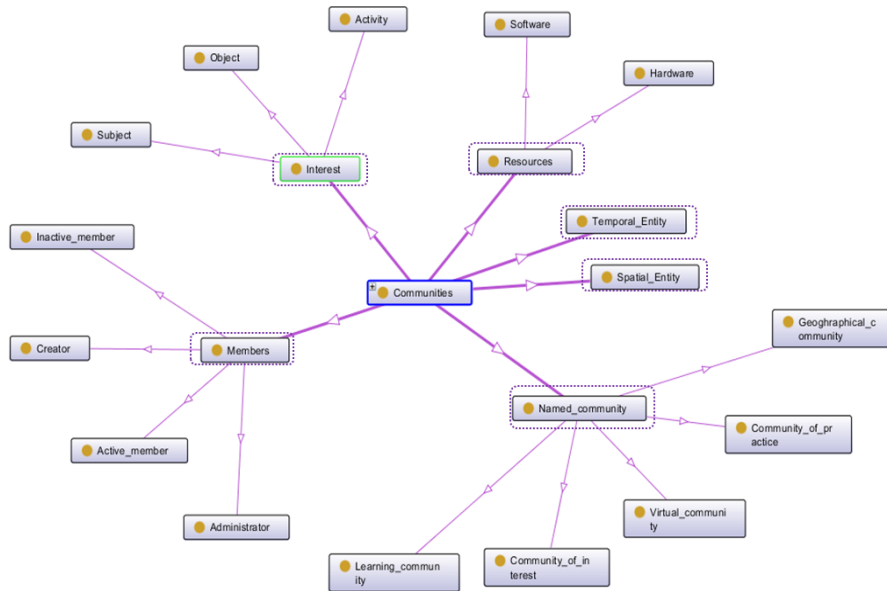 Activity
Software
Object
Hardware
Subject
Interest
Resources
Temporal_Entity
Inactive_member
Spatial_Entity
Communities
Geoghraphical_c
ommunity
Creator
Members
Named_community
Community_of_pr
actice
Active_member
Virtual_communi
ty
Administrator
Learning_commun
ity
Community_of_in
terest